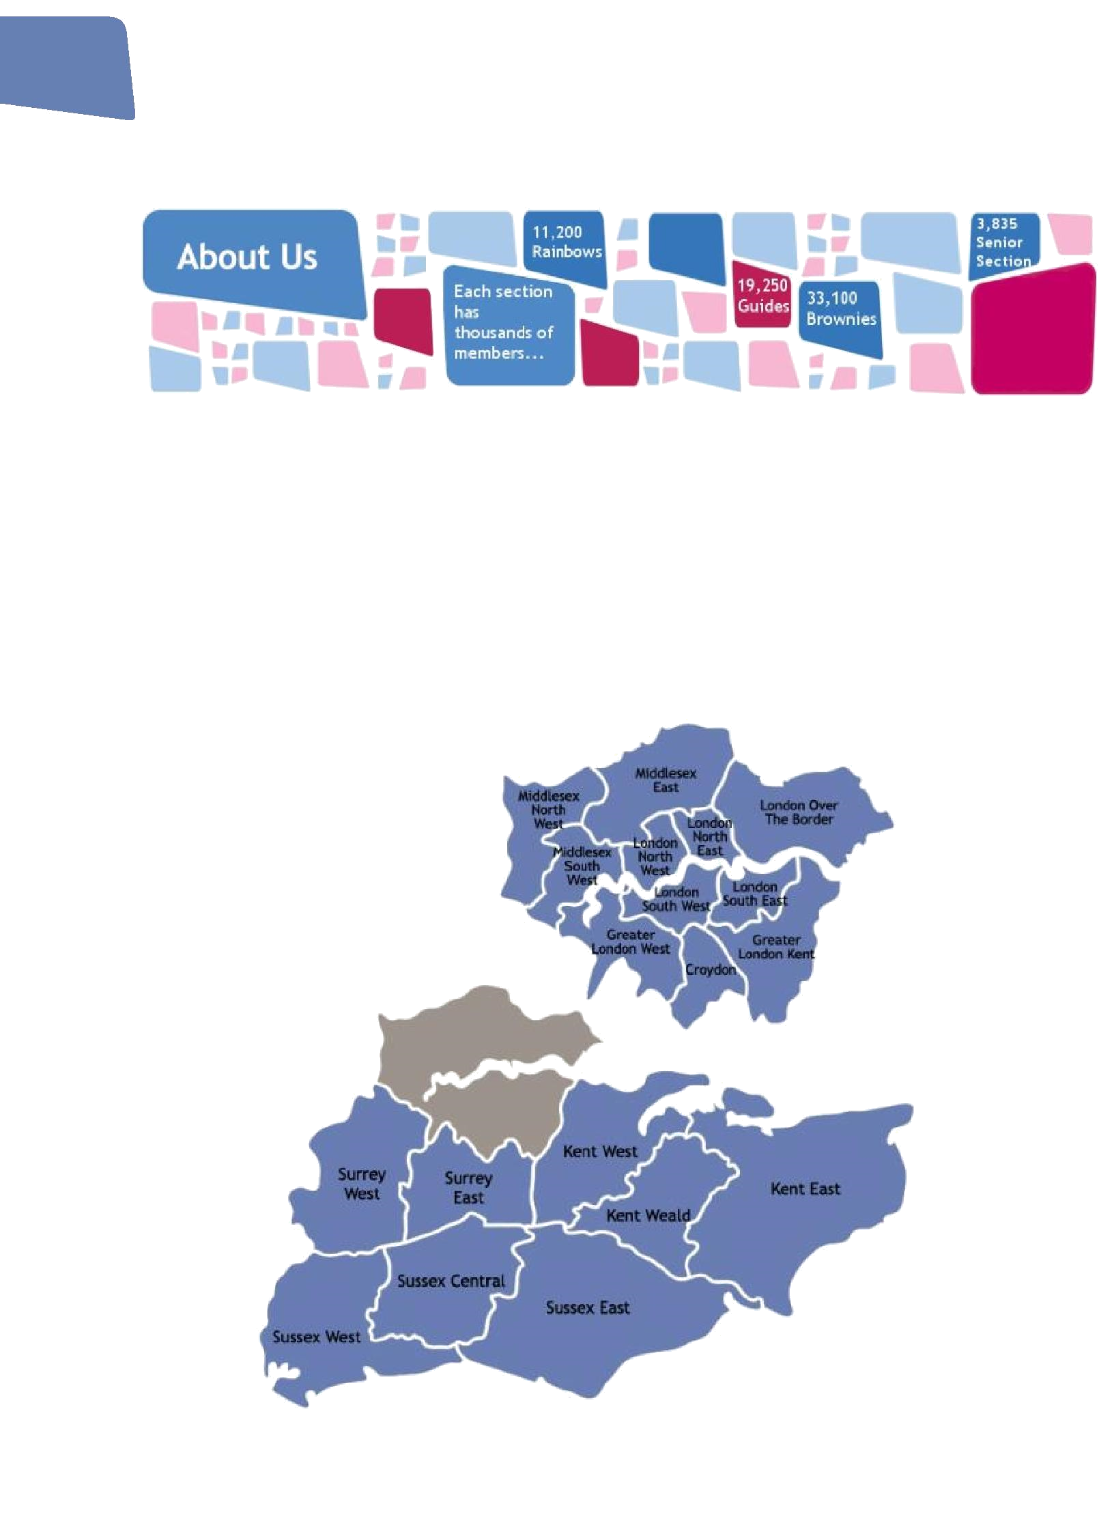 About Us
11,200
Rainbows
3,835
Senior
Section
Each section
has
thousands of
members...
19,250
Guides
33,100
Brownies
Middlesex
East
Middlesex
North
West
London Over
The Border
London
North
East
London
North
West
Middlesex
South
West
London
South West
London
South East
Greater
London West
Greater
London Kent
Croydon
Kent West
Surrey
West
Surrey
East
Kent East
Kent Weald
Sussex Central
Sussex East
Sussex West